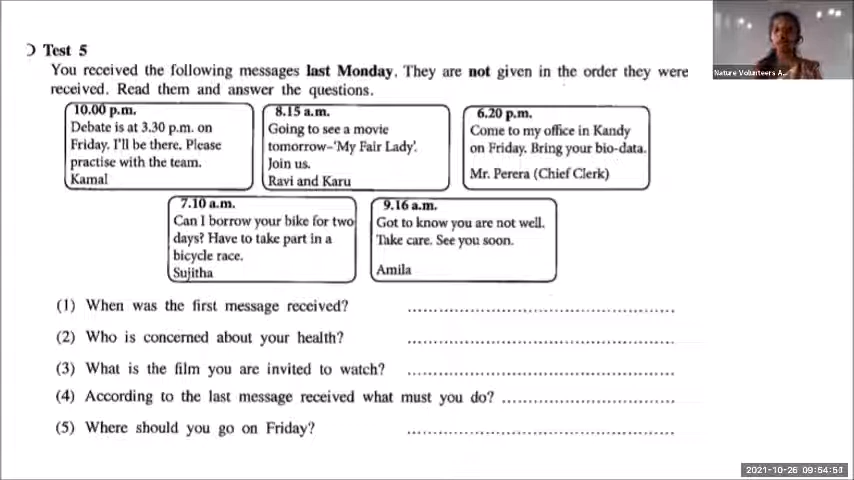 Test 5
You received the following messages last Monday. They are not given in the order they were
received. Read them and answer the questions.
10.00 p.m.
Debate is at 3.30 p.m. on
Friday. I'll be there. Please
practise with the team.
Kamal
8.15 a.m.
Going to see a movie
tomorrow–'My Fair Lady'.
Join us.
Ravi and Karu
6.20 p.m.
Come to my office in Kandy
on Friday. Bring your bio-data.
Mr. Perera (Chief Clerk)
7.10 a.m.
Can I borrow your bike for two
days? Have to take part in a
bicycle race.
Sujitha
9.16 a.m.
Got to know you are not well.
Take care. See you soon.
Amila
(1) When was the first message received? ........................................................
(2) Who is concerned about your health? ........................................................
(3) What is the film you are invited to watch? ........................................................
(4) According to the last message received what must you do? ....................................
(5) Where should you go on Friday? ........................................................
Nature Volunteers A...
2021-10-26 09:54:5